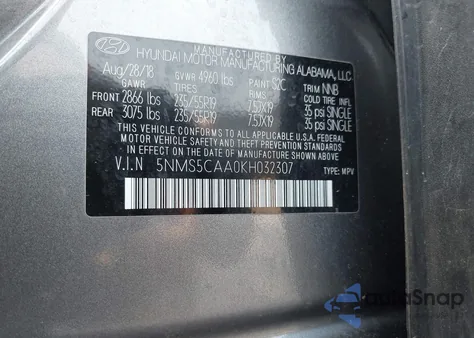 MANUFACTURED BY
HYUNDAI MOTOR MANUFACTURING ALABAMA, LLC.
Aug/28/18 GVWR 4960 lbs PAINT S2C TRIM NNB
GAWR TIRES RIMS COLD TIRE INFL
FRONT 2866 lbs 235/55R19 7.5JX19 35 psi SINGLE
REAR 3075 lbs 235/55R19 7.5JX19 35 psi SINGLE
THIS VEHICLE CONFORMS TO ALL APPLICABLE U.S.A. FEDERAL
MOTOR VEHICLE SAFETY AND THEFT PREVENTION STANDARDS IN
EFFECT ON THE DATE OF MANUFACTURE SHOWN ABOVE.
V.I.N 5NMS5CAA0KH032307
TYPE: MPV
autoSnap